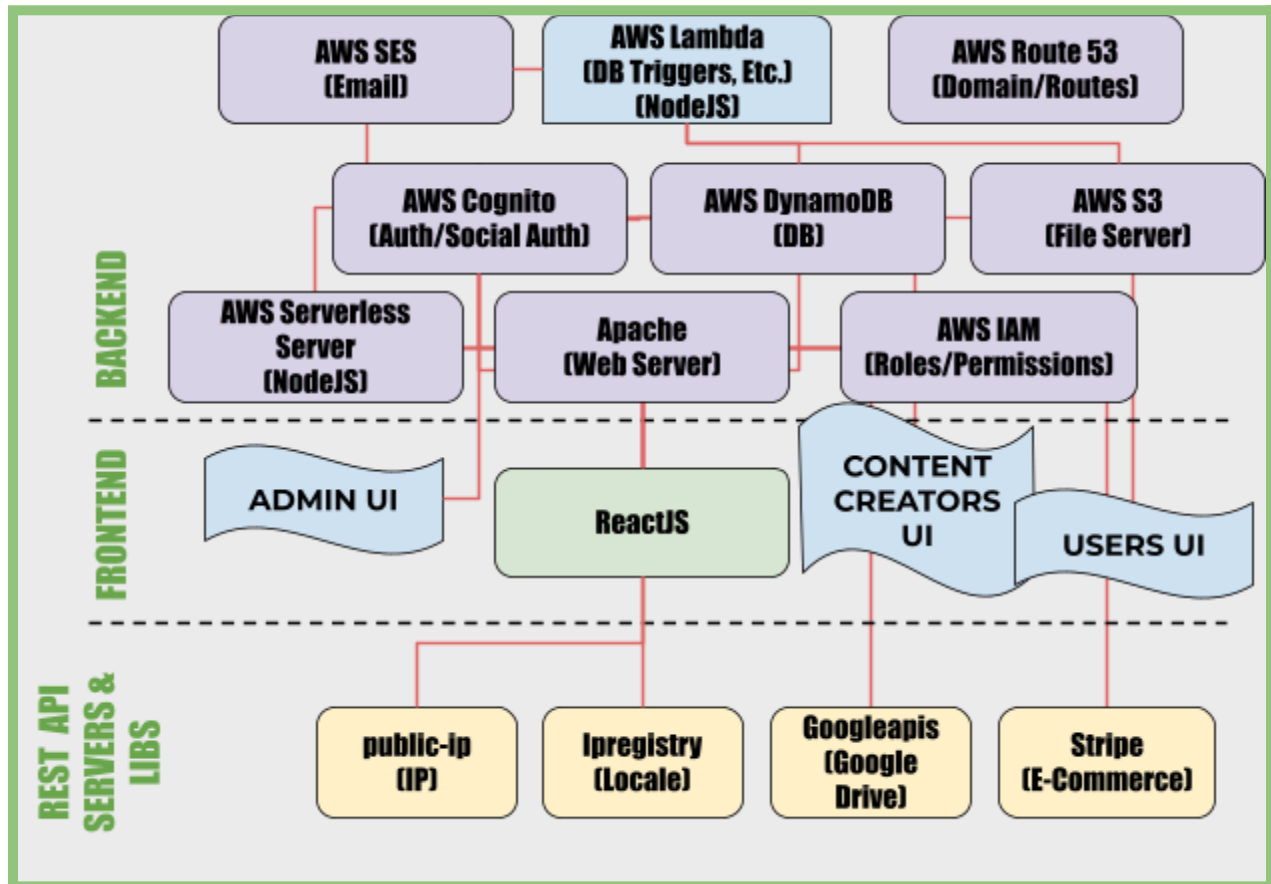 AWS SES
(Email)
AWS Lambda
(DB Triggers, Etc.)
(NodeJS)
AWS Route 53
(Domain/Routes)
AWS Cognito
(Auth/Social Auth)
AWS DynamoDB
(DB)
AWS S3
(File Server)
BACKEND
AWS Serverless
Server
(NodeJS)
Apache
(Web Server)
AWS IAM
(Roles/Permissions)
FRONTEND
ADMIN UI
ReactJS
CONTENT
CREATORS
UI
USERS UI
REST API
SERVERS &
LIBS
public-ip
(IP)
Ipregistry
(Locale)
Googleapis
(Google
Drive)
Stripe
(E-Commerce)